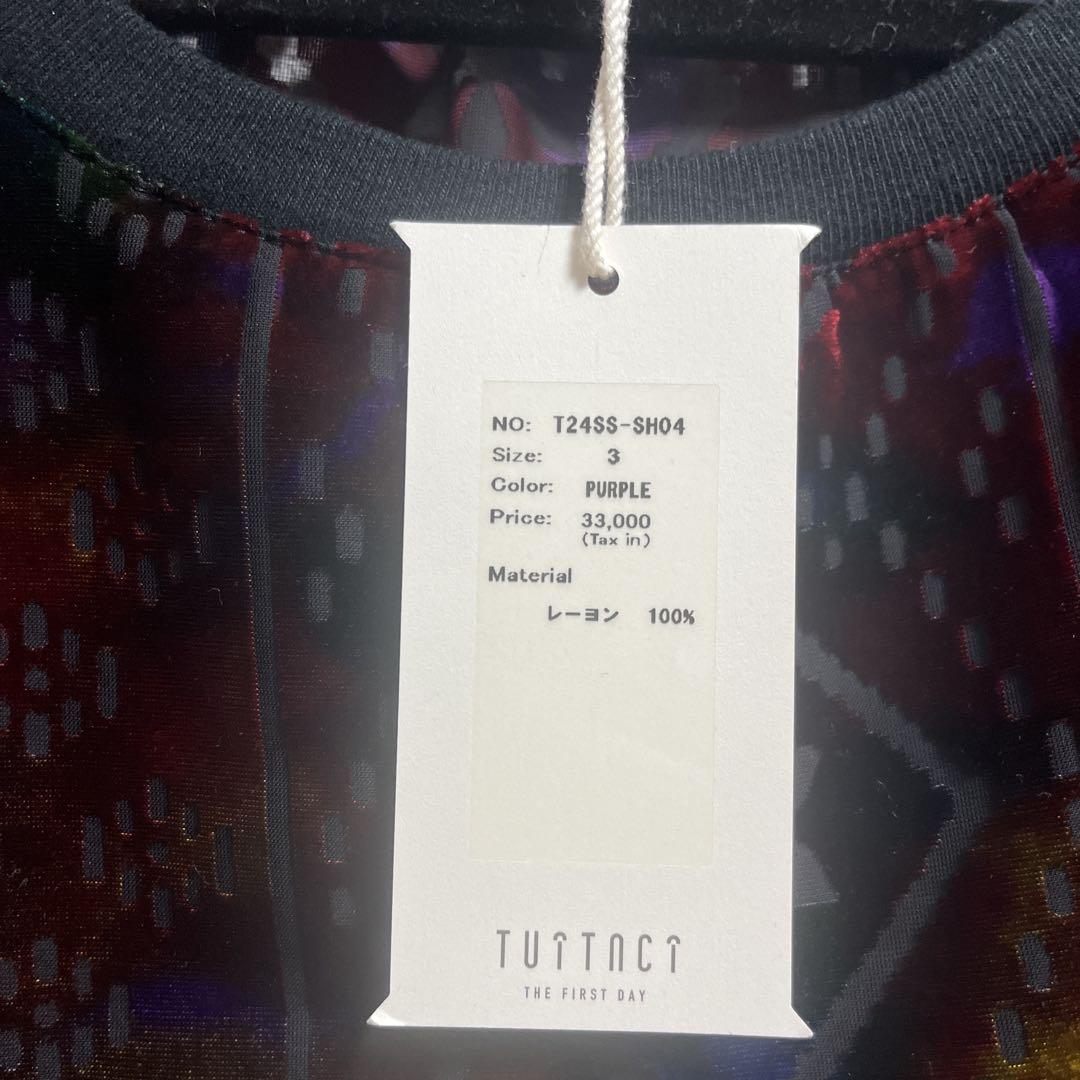 NO: T24SS-SH04
Size: 3
Color: PURPLE
Price: 33,000
(Tax in)
Material
レーヨン 100%
THE FIRST DAY